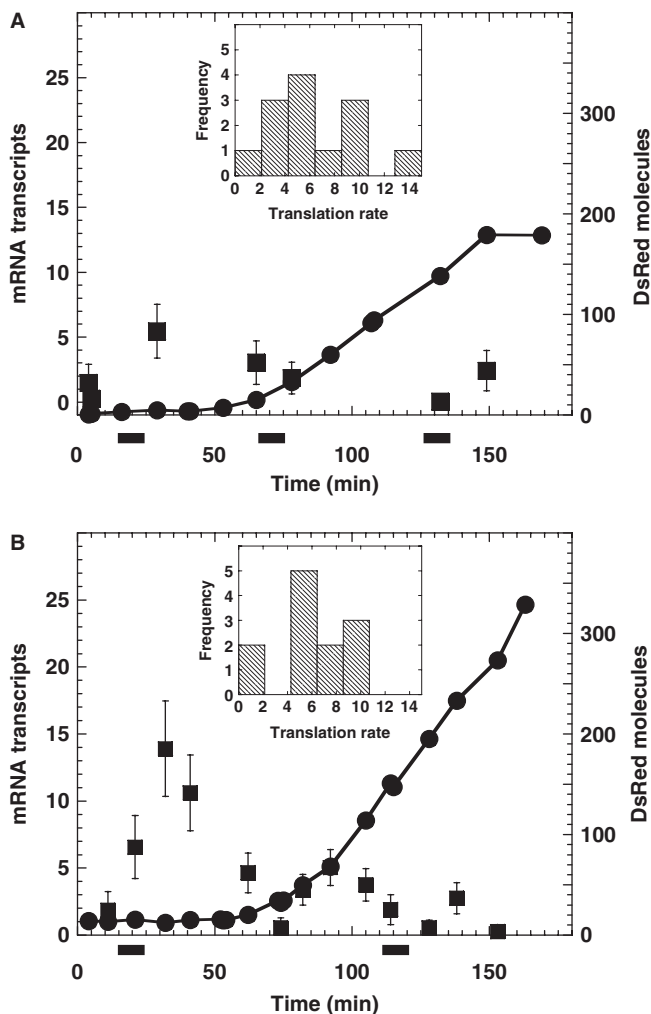 A
mRNA transcripts
25
20
15
10
5
0
DsRed molecules
300
200
100
0
Frequency
5
4
3
2
1
0
0 2 4 6 8 10 12 14
Translation rate
0 50 100 150
Time (min)
B
mRNA transcripts
25
20
15
10
5
0
DsRed molecules
300
200
100
0
Frequency
5
4
3
2
1
0
0 2 4 6 8 10 12 14
Translation rate
0 50 100 150
Time (min)